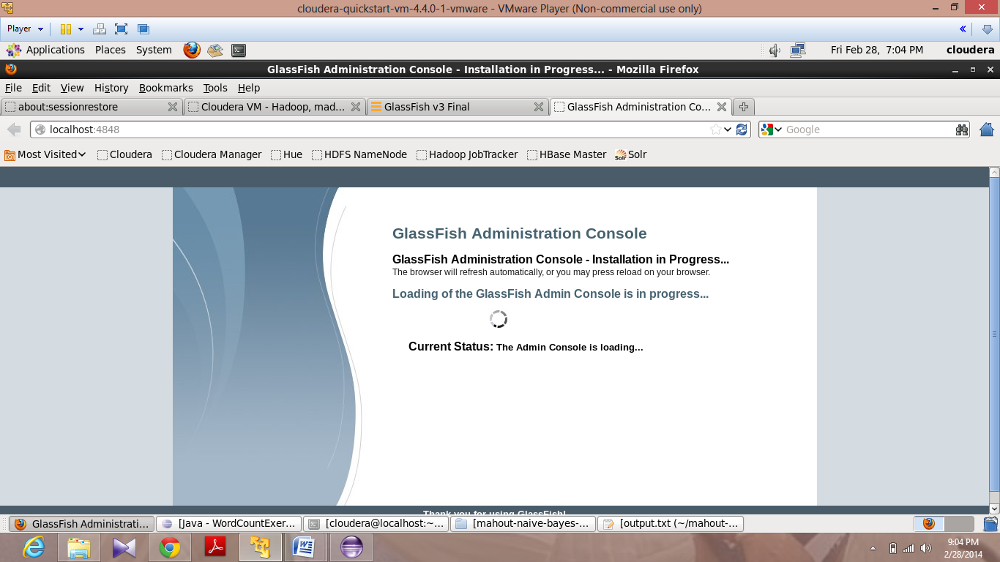 cloudera-quickstart-vm-4.4.0-1-vmware - VMware Player (Non-commercial use only)
Player
Applications Places System Fri Feb 28, 7:04 PM cloudera
GlassFish Administration Console - Installation in Progress... - Mozilla Firefox
File Edit View History Bookmarks Tools Help
about:sessionrestore Cloudera VM - Hadoop, mad... GlassFish v3 Final GlassFish Administration Co...
localhost:4848 Google
Most Visited Cloudera Cloudera Manager Hue HDFS NameNode Hadoop JobTracker HBase Master Solr Solr
GlassFish Administration Console
GlassFish Administration Console - Installation in Progress...
The browser will refresh automatically, or you may press reload on your browser.
Loading of the GlassFish Admin Console is in progress...
Current Status: The Admin Console is loading...
Thank you for using GlassFish!
GlassFish Administrati... [Java - WordCountExer... [cloudera@localhost:~... [mahout-naive-bayes-... [output.txt (~/mahout-...
9:04 PM
2/28/2014